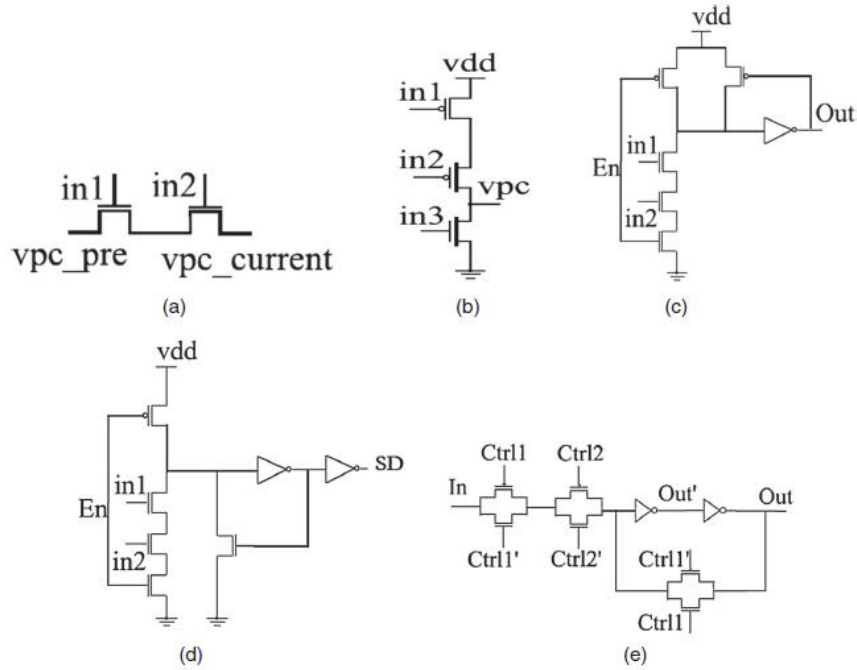 in1
in2
vpc_pre
vpc_current
(a)
vdd
in1
in2
vpc
in3
(b)
vdd
Out
in1
En
in2
(c)
vdd
SD
in1
En
in2
(d)
Ctrl1
Ctrl2
In
Out'
Out
Ctrl1'
Ctrl2'
Ctrl1'
Ctrl1
(e)